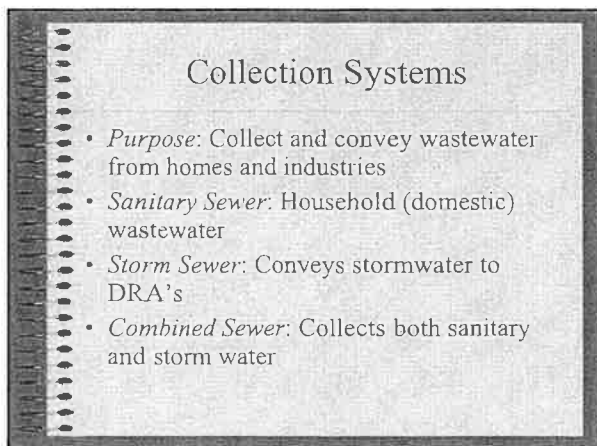 Collection Systems
• Purpose: Collect and convey wastewater
from homes and industries
• Sanitary Sewer: Household (domestic)
wastewater
• Storm Sewer: Conveys stormwater to
DRA's
• Combined Sewer: Collects both sanitary
and storm water